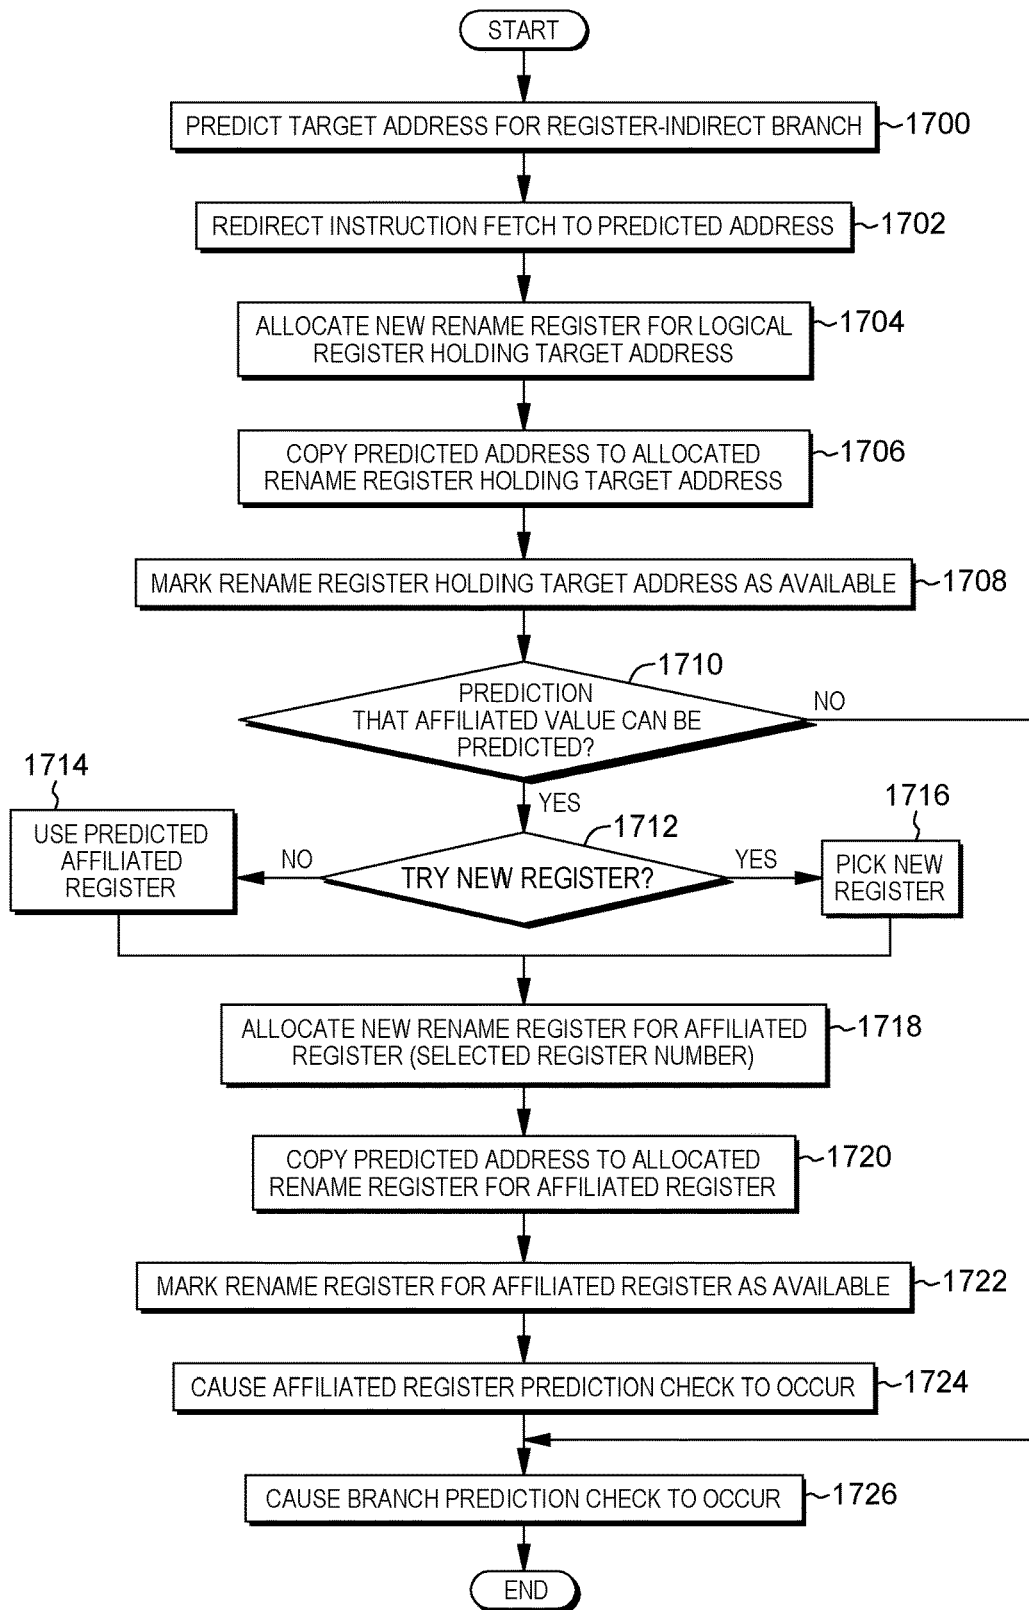 START
PREDICT TARGET ADDRESS FOR REGISTER-INDIRECT BRANCH
1700
REDIRECT INSTRUCTION FETCH TO PREDICTED ADDRESS
1702
ALLOCATE NEW RENAME REGISTER FOR LOGICAL
REGISTER HOLDING TARGET ADDRESS
1704
COPY PREDICTED ADDRESS TO ALLOCATED
RENAME REGISTER HOLDING TARGET ADDRESS
1706
MARK RENAME REGISTER HOLDING TARGET ADDRESS AS AVAILABLE
1708
1710
PREDICTION
THAT AFFILIATED VALUE CAN BE
PREDICTED?
NO
YES
1714
USE PREDICTED
AFFILIATED
REGISTER
NO
1712
TRY NEW REGISTER?
YES
1716
PICK NEW
REGISTER
ALLOCATE NEW RENAME REGISTER FOR AFFILIATED
REGISTER (SELECTED REGISTER NUMBER)
1718
COPY PREDICTED ADDRESS TO ALLOCATED
RENAME REGISTER FOR AFFILIATED REGISTER
1720
MARK RENAME REGISTER FOR AFFILIATED REGISTER AS AVAILABLE
1722
CAUSE AFFILIATED REGISTER PREDICTION CHECK TO OCCUR
1724
CAUSE BRANCH PREDICTION CHECK TO OCCUR
1726
END